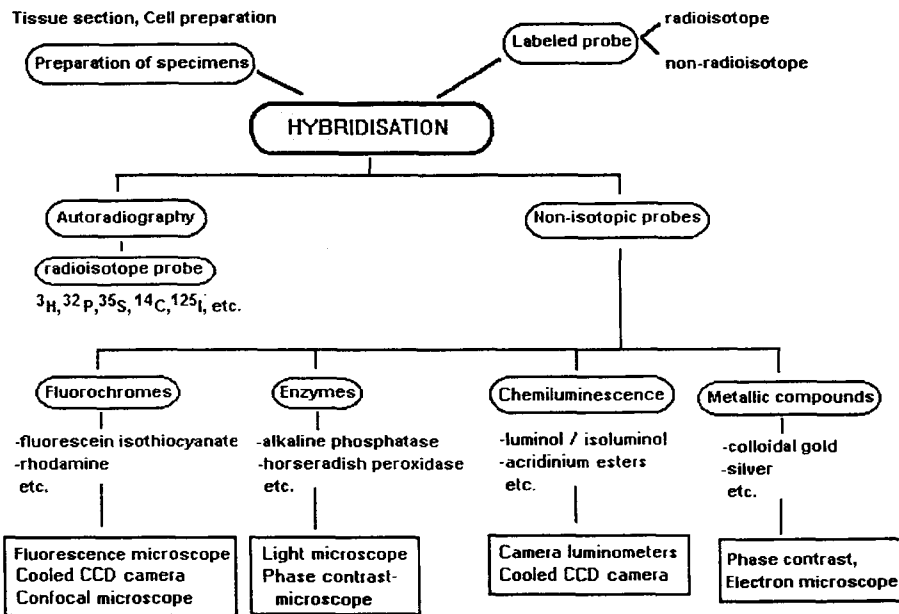 Tissue section, Cell preparation
Preparation of specimens
Labeled probe
radioisotope
non-radioisotope
HYBRIDISATION
Autoradiography
radioisotope probe
³H,³²P,³⁵S,¹⁴C,¹²⁵I, etc.
Non-isotopic probes
Fluorochromes
-fluorescein isothiocyanate
-rhodamine
etc.
Fluorescence microscope
Cooled CCD camera
Confocal microscope
Enzymes
-alkaline phosphatase
-horseradish peroxidase
etc.
Light microscope
Phase contrast-
microscope
Chemiluminescence
-luminol / isoluminol
-acridinium esters
etc.
Camera luminometers
Cooled CCD camera
Metallic compounds
-colloidal gold
-silver
etc.
Phase contrast,
Electron microscope